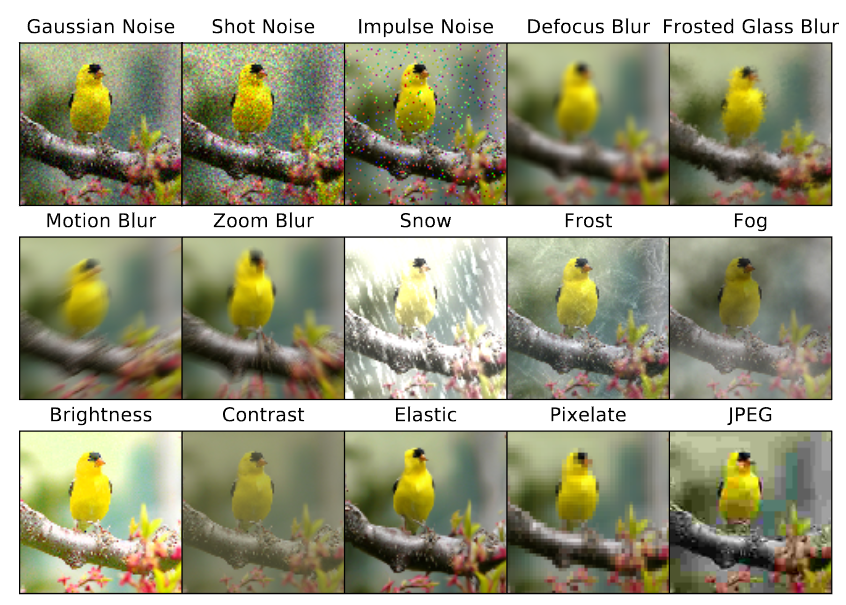 Gaussian Noise Shot Noise Impulse Noise Defocus Blur Frosted Glass Blur
Motion Blur Zoom Blur Snow Frost Fog
Brightness Contrast Elastic Pixelate JPEG